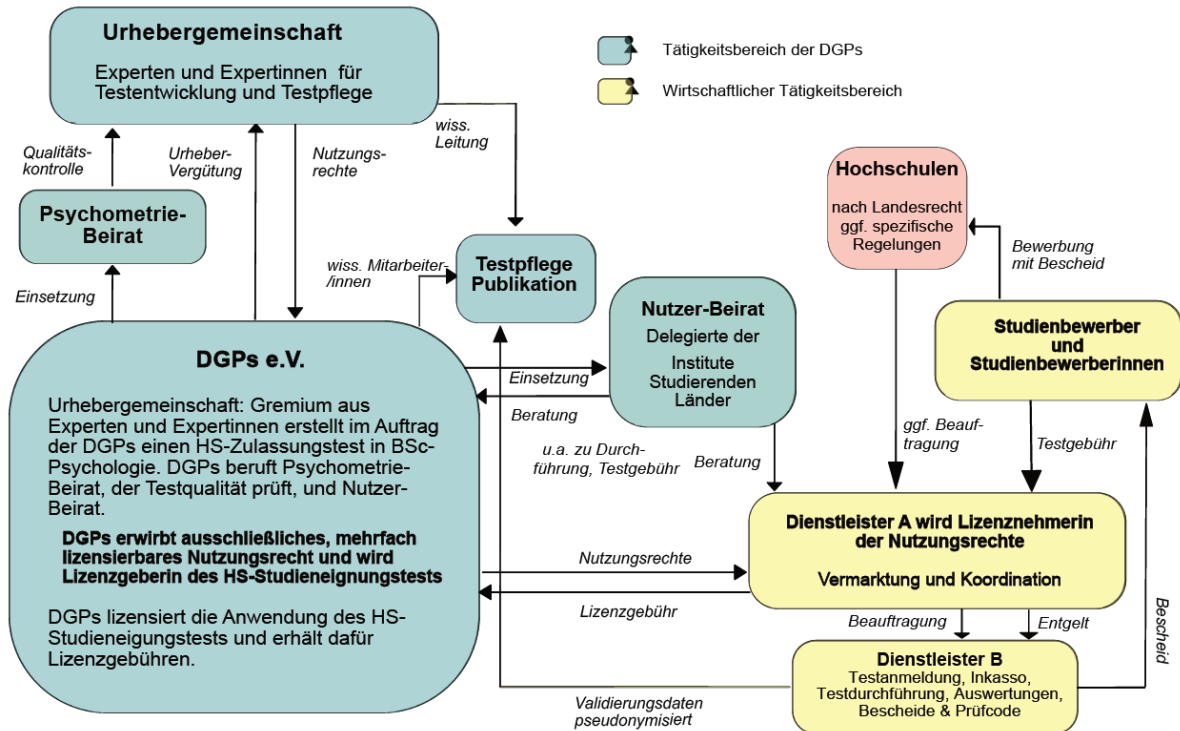 Urhebergemeinschaft
Experten und Expertinnen für
Testentwicklung und Testpflege
Tätigkeitsbereich der DGPs
Wirtschaftlicher Tätigkeitsbereich
Qualitäts-
kontrolle
Urheber-
Vergütung
Nutzungs-
rechte
wiss.
Leitung
Psychometrie-
Beirat
Einsetzung
wiss. Mitarbeiter-
/innen
Testpflege
Publikation
Hochschulen
nach Landesrecht
ggf. spezifische
Regelungen
Bewerbung
mit Bescheid
Nutzer-Beirat
Delegierte der
Institute
Studierenden
Länder
Studienbewerber
und
Studienbewerberinnen
DGPs e.V.
Urhebergemeinschaft: Gremium aus
Experten und Expertinnen erstellt im Auftrag
der DGPs einen HS-Zulassungstest in BSc-
Psychologie. DGPs beruft Psychometrie-
Beirat, der Testqualität prüft, und Nutzer-
Beirat.
DGPs erwirbt ausschließliches, mehrfach
lizensierbares Nutzungsrecht und wird
Lizenzgeberin des HS-Studieneignungstests
DGPs lizensiert die Anwendung des HS-
Studieneigungstests und erhält dafür
Lizenzgebühren.
Einsetzung
Beratung
u.a. zu Durch-
führung, Testgebühr
Beratung
ggf. Beauf-
tragung
Testgebühr
Dienstleister A wird Lizenznehmerin
der Nutzungsrechte
Vermarktung und Koordination
Nutzungsrechte
Lizenzgebühr
Beauftragung
Entgelt
Bescheid
Dienstleister B
Testanmeldung, Inkasso,
Testdurchführung, Auswertungen,
Bescheide & Prüfcode
Validierungsdaten
pseudonymisiert